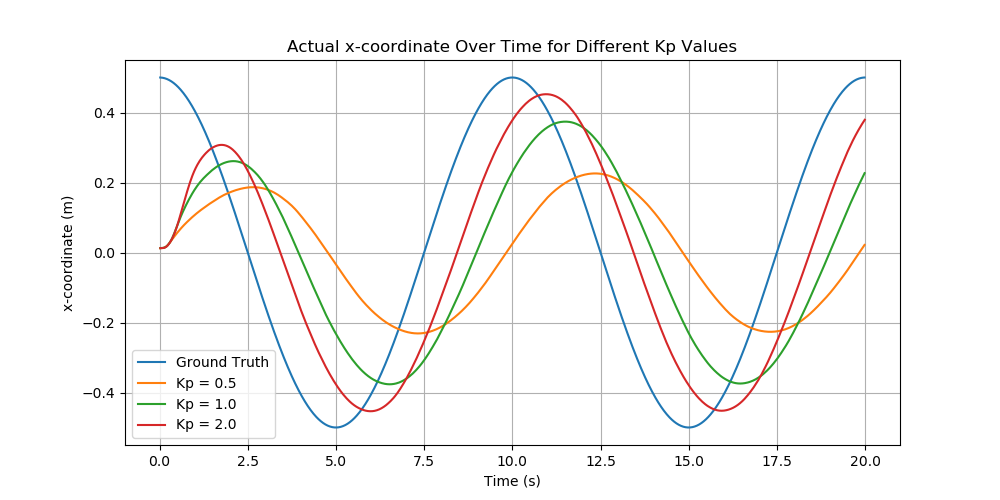 Actual x-coordinate Over Time for Different Kp Values
x-coordinate (m)
0.4
0.2
0.0
−0.2
−0.4
Ground Truth
Kp = 0.5
Kp = 1.0
Kp = 2.0
0.0 2.5 5.0 7.5 10.0 12.5 15.0 17.5 20.0
Time (s)